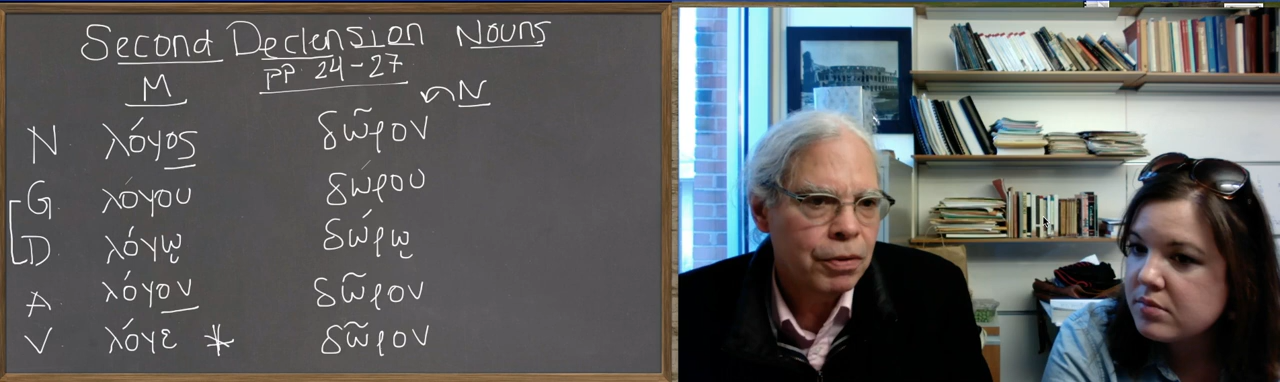 Second Declension Nouns
pp 24-27
M N
N λόγος δῶρον
G λόγου δώρου
D λόγῳ δώρῳ
A λόγον δῶρον
V λόγε * δῶρον